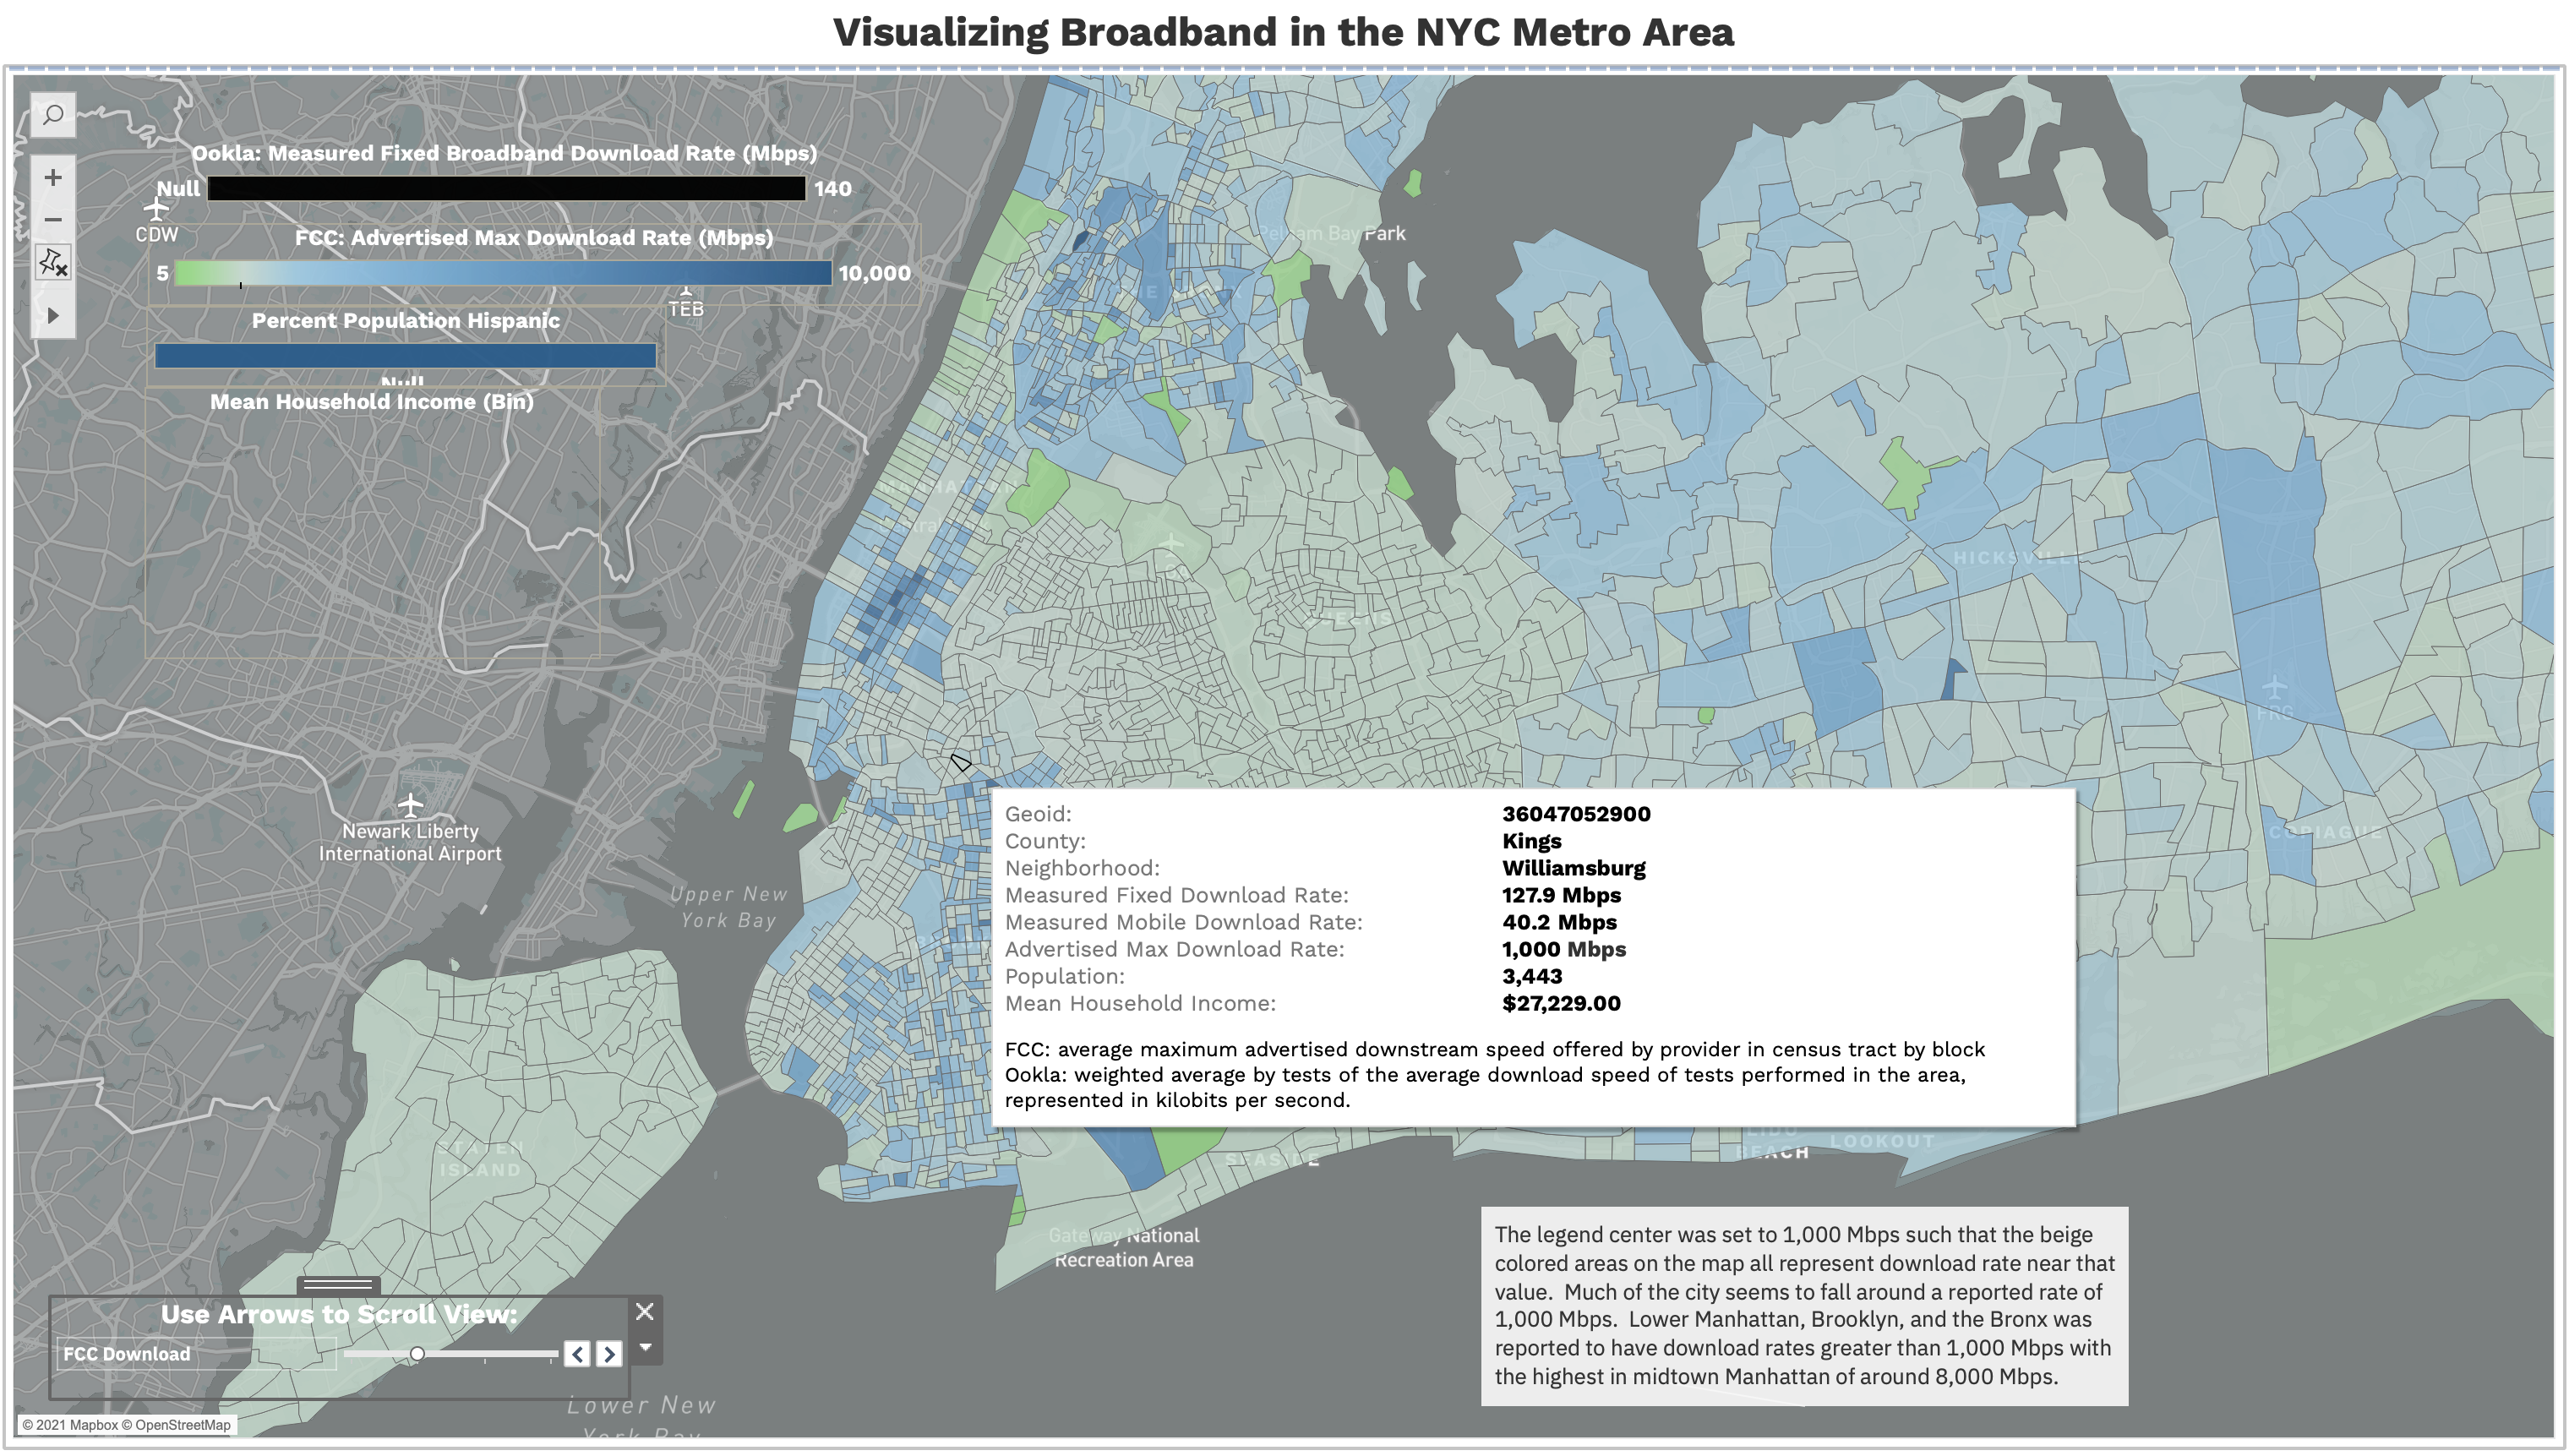 Visualizing Broadband in the NYC Metro Area
Ookla: Measured Fixed Broadband Download Rate (Mbps)
Null 140
CDW
FCC: Advertised Max Download Rate (Mbps)
5 10,000
TEB
Percent Population Hispanic
Null
Mean Household Income (Bin)
Pelham Bay Park
THE BRONX
MANHATTAN
LGA
QUEENS
HICKSVILLE
FRG
COPIAGUE
Newark Liberty
International Airport
Upper New
York Bay
Geoid: 36047052900
County: Kings
Neighborhood: Williamsburg
Measured Fixed Download Rate: 127.9 Mbps
Measured Mobile Download Rate: 40.2 Mbps
Advertised Max Download Rate: 1,000 Mbps
Population: 3,443
Mean Household Income: $27,229.00
FCC: average maximum advertised downstream speed offered by provider in census tract by block
Ookla: weighted average by tests of the average download speed of tests performed in the area,
represented in kilobits per second.
LIDO
BEACH
LOOKOUT
SEASIDE
STATEN
ISLAND
Gateway National
Recreation Area
The legend center was set to 1,000 Mbps such that the beige
colored areas on the map all represent download rate near that
value. Much of the city seems to fall around a reported rate of
1,000 Mbps. Lower Manhattan, Brooklyn, and the Bronx was
reported to have download rates greater than 1,000 Mbps with
the highest in midtown Manhattan of around 8,000 Mbps.
Use Arrows to Scroll View:
FCC Download
Lower New
York Bay
© 2021 Mapbox © OpenStreetMap